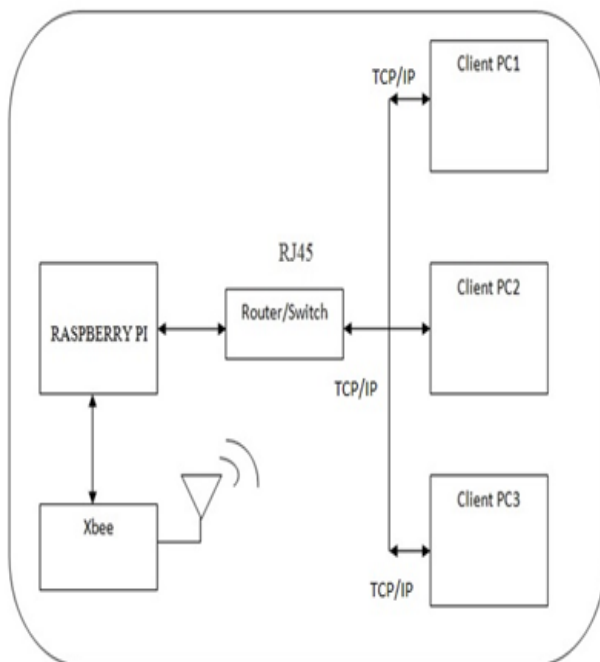 Client PC1
TCP/IP
RJ45
Client PC2
Router/Switch
RASPBERRY PI
TCP/IP
Client PC3
Xbee
TCP/IP